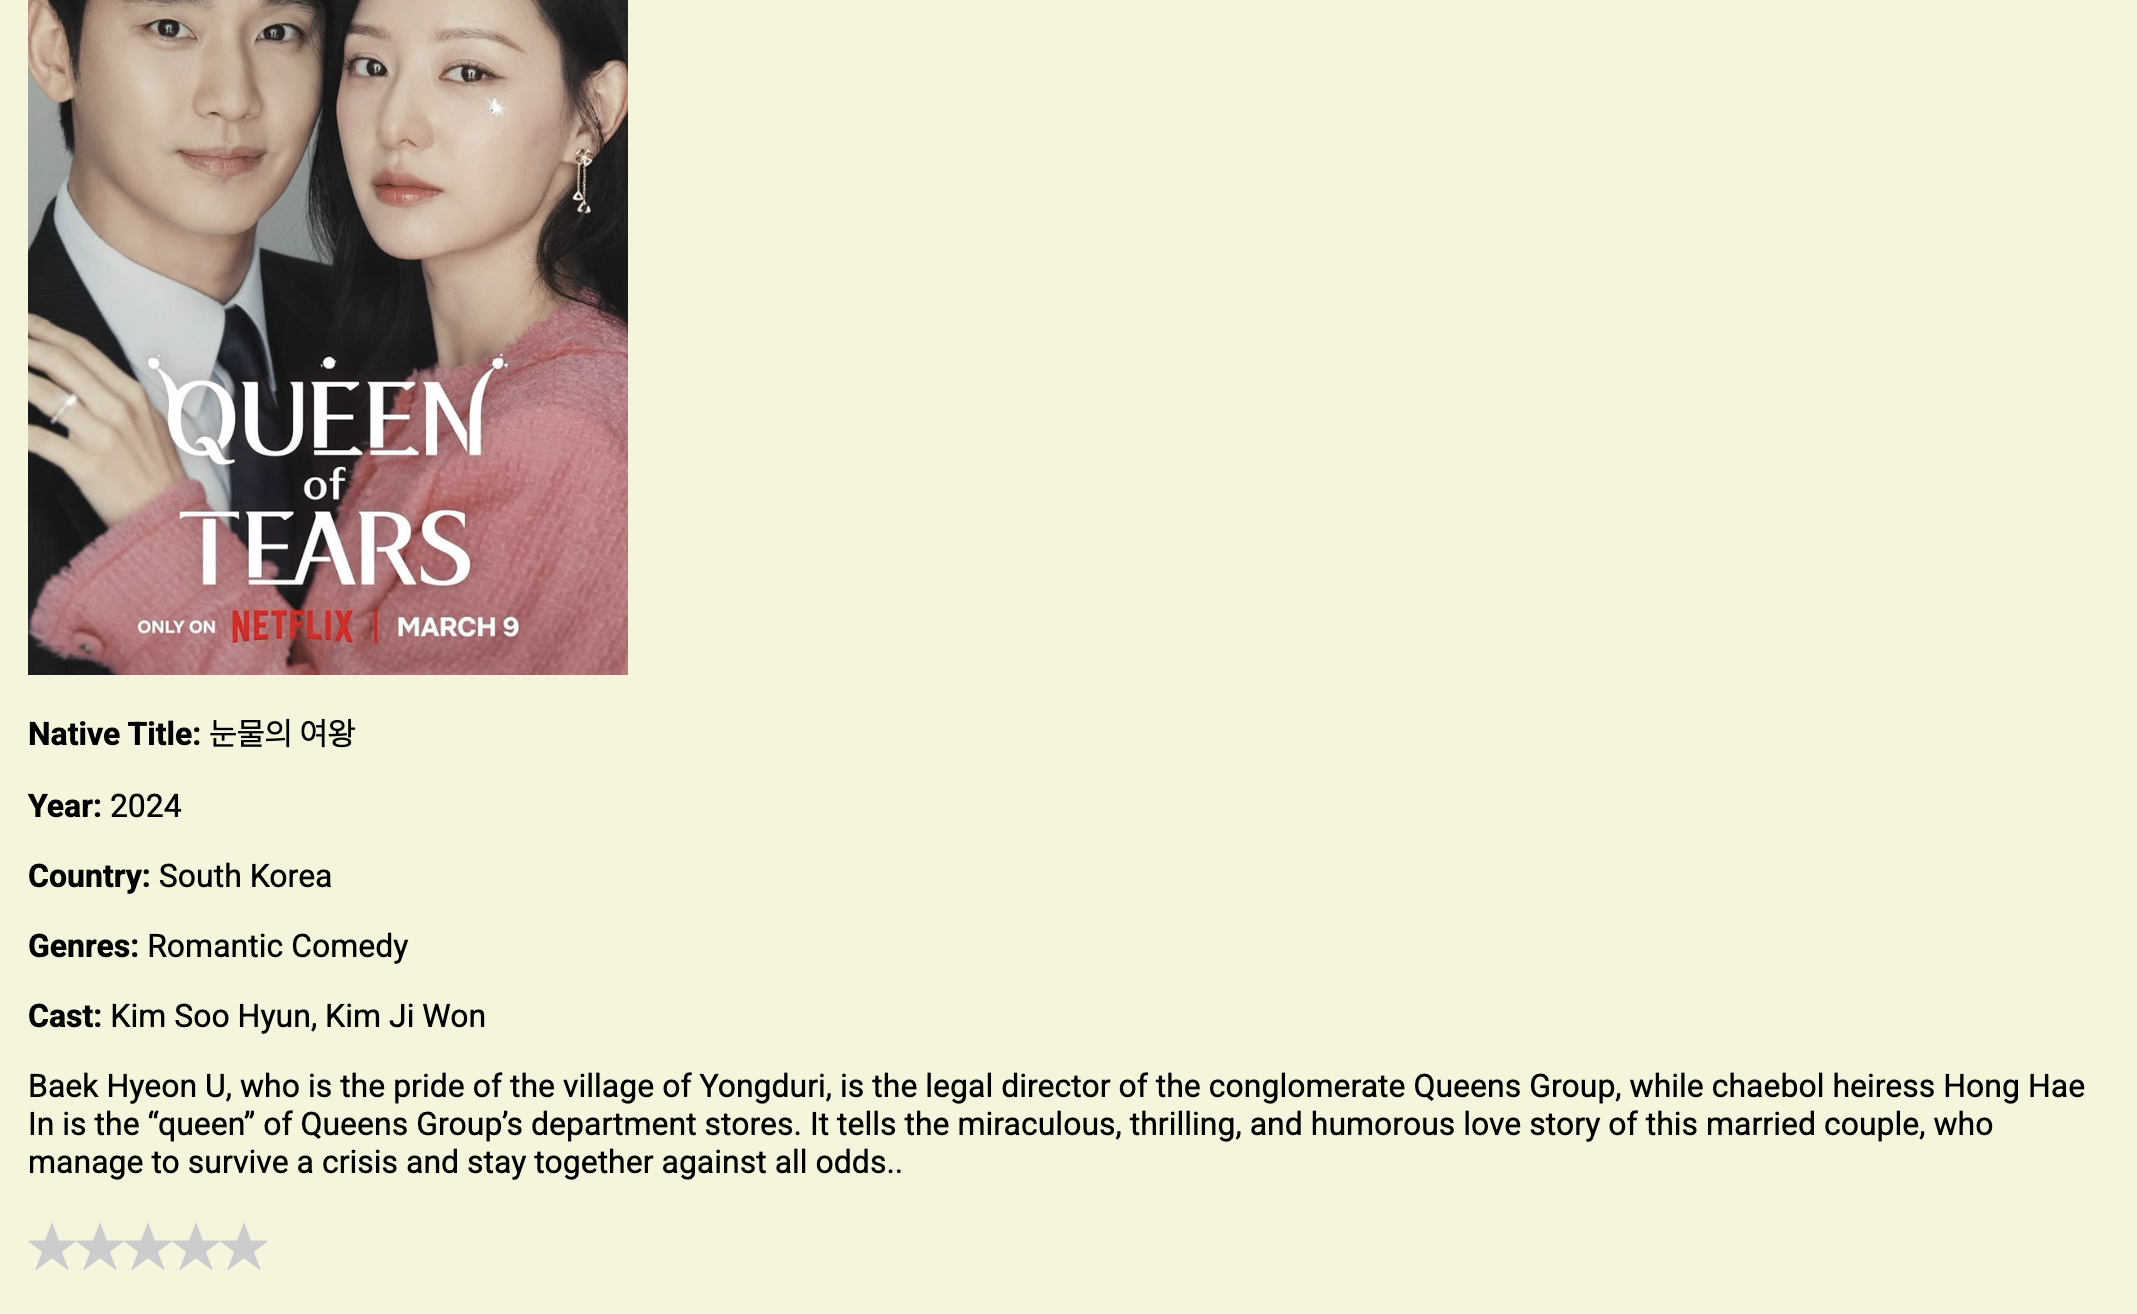 QUEEN
of
TEARS
ONLY ON NETFLIX | MARCH 9
Native Title: 눈물의 여왕
Year: 2024
Country: South Korea
Genres: Romantic Comedy
Cast: Kim Soo Hyun, Kim Ji Won
Baek Hyeon U, who is the pride of the village of Yongduri, is the legal director of the conglomerate Queens Group, while chaebol heiress Hong Hae
In is the “queen” of Queens Group’s department stores. It tells the miraculous, thrilling, and humorous love story of this married couple, who
manage to survive a crisis and stay together against all odds..